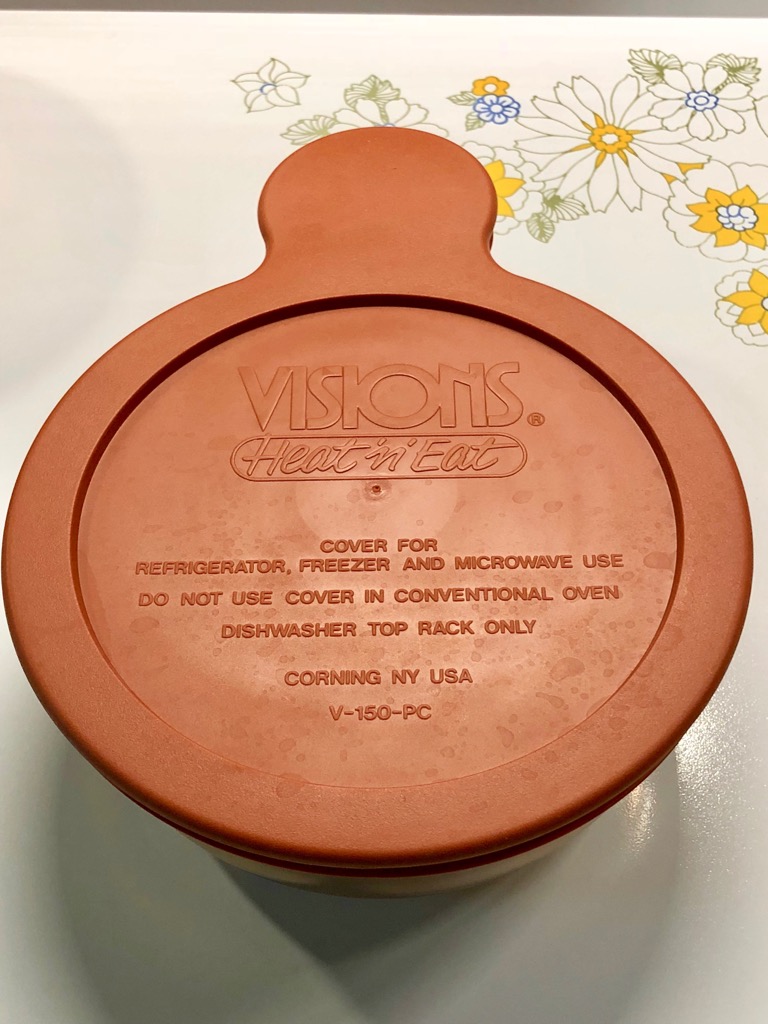 VISIONS®
Heat 'n' Eat
COVER FOR
REFRIGERATOR, FREEZER AND MICROWAVE USE
DO NOT USE COVER IN CONVENTIONAL OVEN
DISHWASHER TOP RACK ONLY
CORNING NY USA
V-150-PC